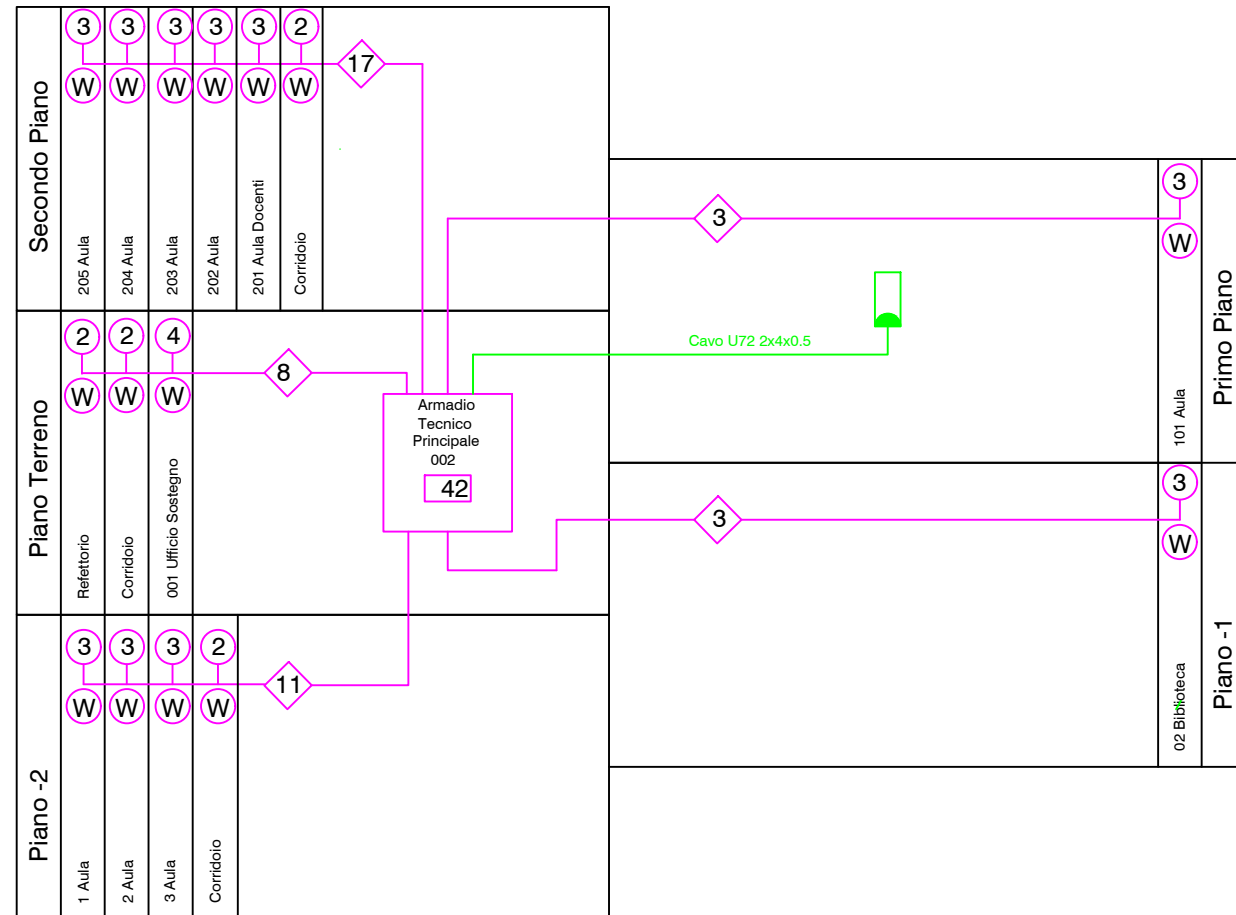 Secondo Piano
3
3
3
3
3
2
17
W
W
W
W
W
W
205 Aula
204 Aula
203 Aula
202 Aula
201 Aula Docenti
Corridoio
Piano Terreno
2
2
4
8
W
W
W
Refettorio
Corridoio
001 Ufficio Sostegno
Armadio
Tecnico
Principale
002
42
Piano -2
3
3
3
2
11
W
W
W
W
1 Aula
2 Aula
3 Aula
Corridoio
3
3
W
Cavo U72 2x4x0.5
101 Aula
Primo Piano
3
3
W
02 Biblioteca
Piano -1